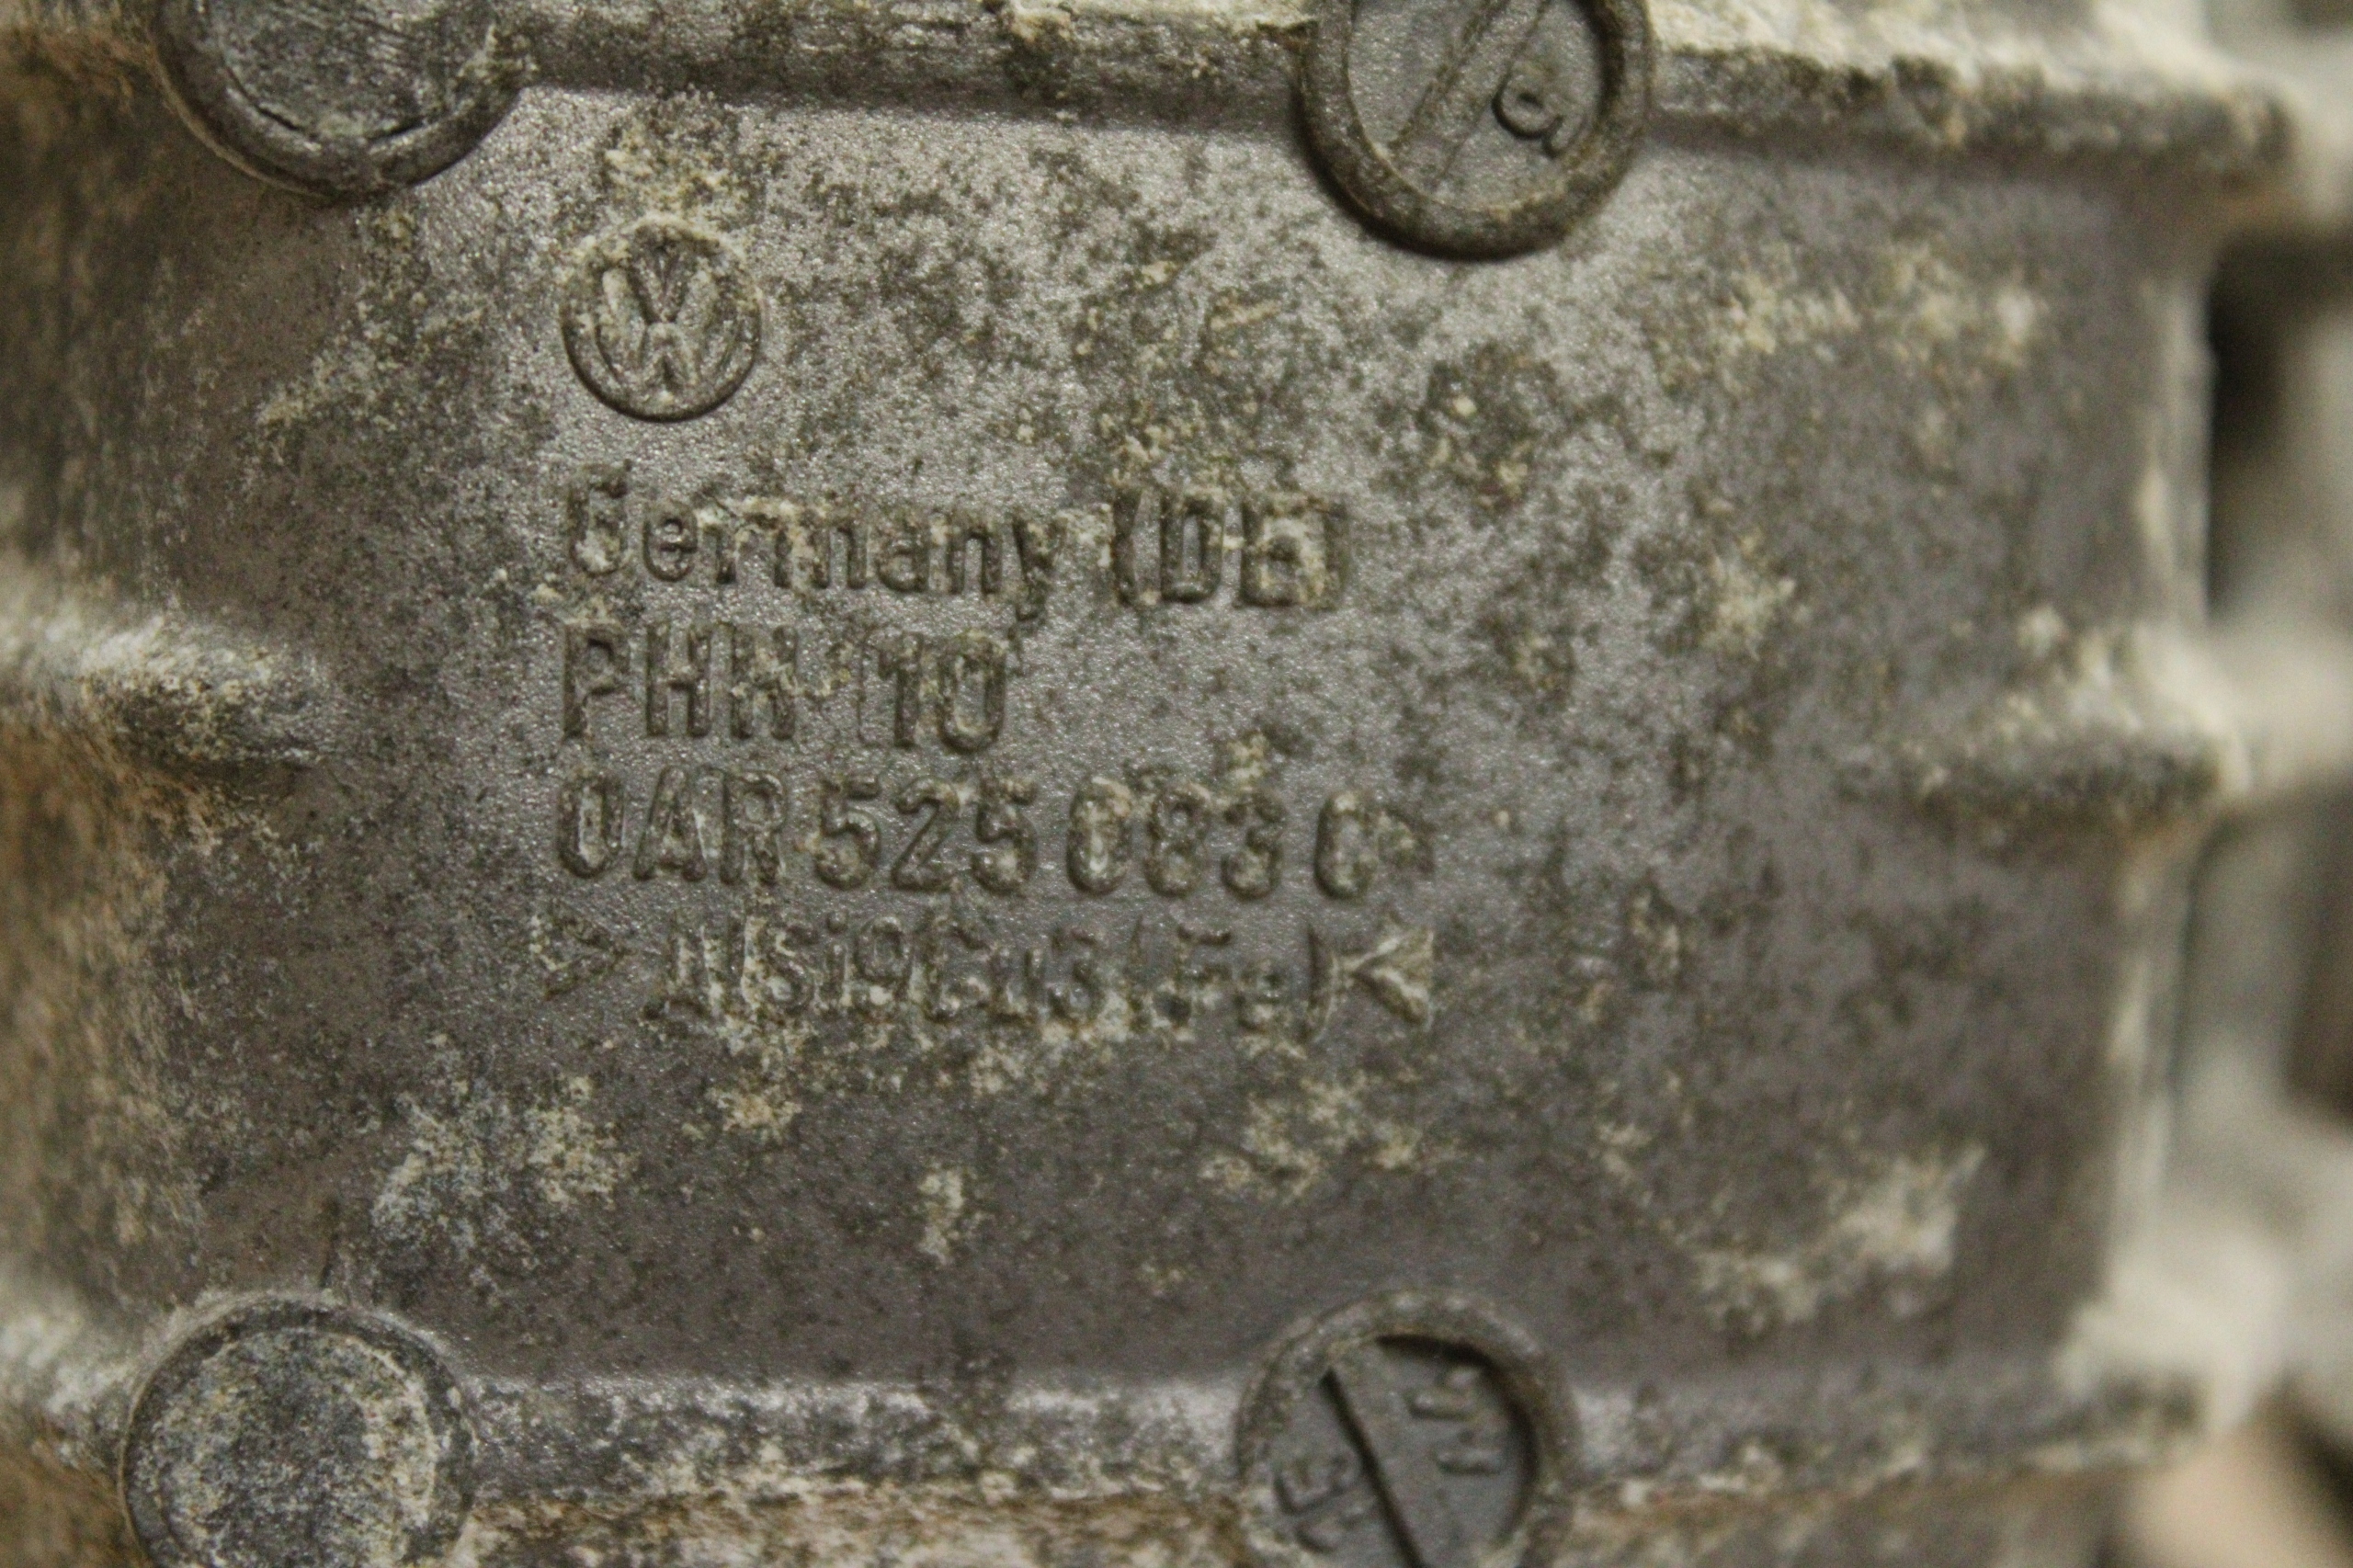 Germany (DE)
PHN 10
0AR 525 083 C
>AlSi9Cu3(Fe)<